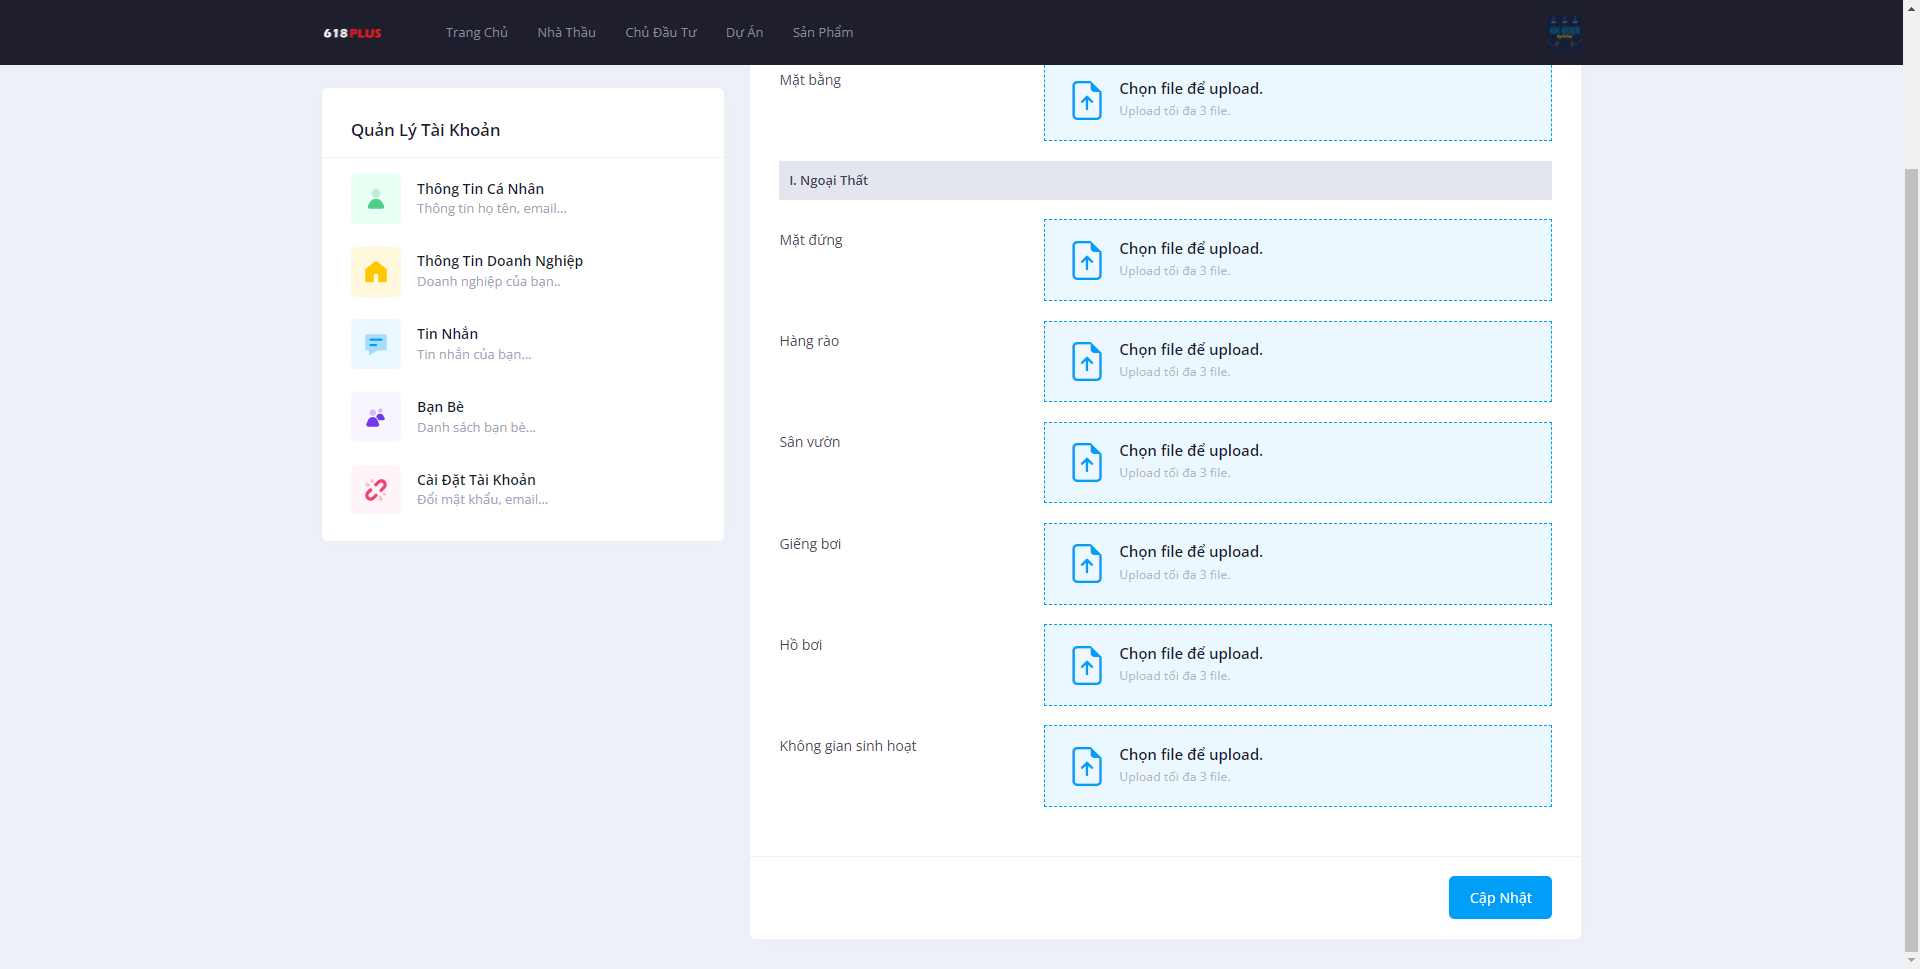 618PLUS
Trang Chủ
Nhà Thầu
Chủ Đầu Tư
Dự Án
Sản Phẩm
Quản Lý Tài Khoản
Thông Tin Cá Nhân
Thông tin họ tên, email...
Thông Tin Doanh Nghiệp
Doanh nghiệp của bạn..
Tin Nhắn
Tin nhắn của bạn...
Bạn Bè
Danh sách bạn bè...
Cài Đặt Tài Khoản
Đổi mật khẩu, email...
Mặt bằng
Chọn file để upload.
Upload tối đa 3 file.
I. Ngoại Thất
Mặt đứng
Chọn file để upload.
Upload tối đa 3 file.
Hàng rào
Chọn file để upload.
Upload tối đa 3 file.
Sân vườn
Chọn file để upload.
Upload tối đa 3 file.
Giếng bơi
Chọn file để upload.
Upload tối đa 3 file.
Hồ bơi
Chọn file để upload.
Upload tối đa 3 file.
Không gian sinh hoạt
Chọn file để upload.
Upload tối đa 3 file.
Cập Nhật